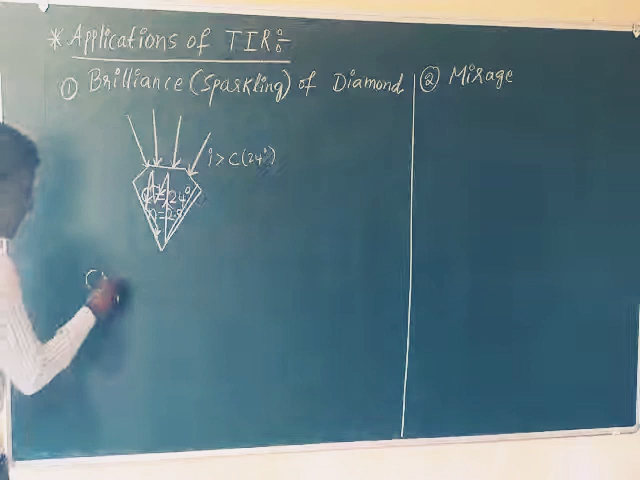 * Applications of TIR:-
① Brilliance (Sparkling) of Diamond
i > C (24°)
② Mirage